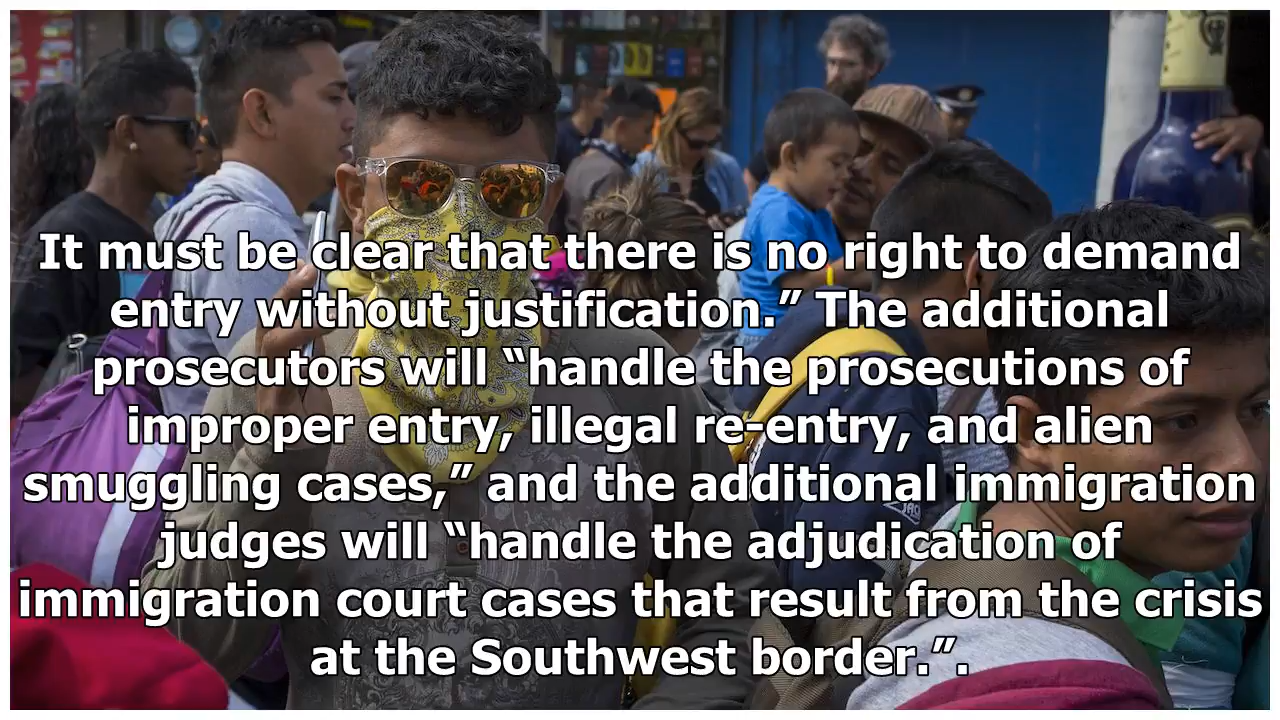 It must be clear that there is no right to demand
entry without justification.” The additional
prosecutors will “handle the prosecutions of
improper entry, illegal re-entry, and alien
smuggling cases,” and the additional immigration
judges will “handle the adjudication of
immigration court cases that result from the crisis
at the Southwest border.”.